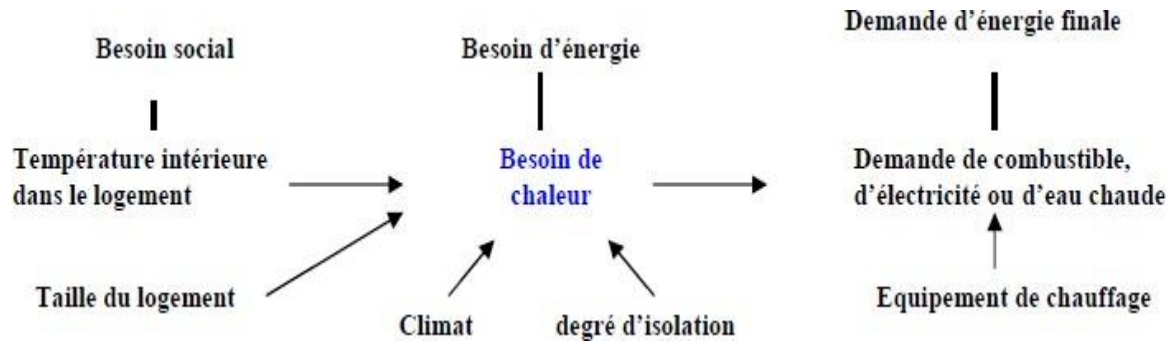 Besoin social
Besoin d'énergie
Demande d'énergie finale
Température intérieure
dans le logement
Besoin de
chaleur
Demande de combustible,
d'électricité ou d'eau chaude
Taille du logement
Climat
degré d'isolation
Equipement de chauffage